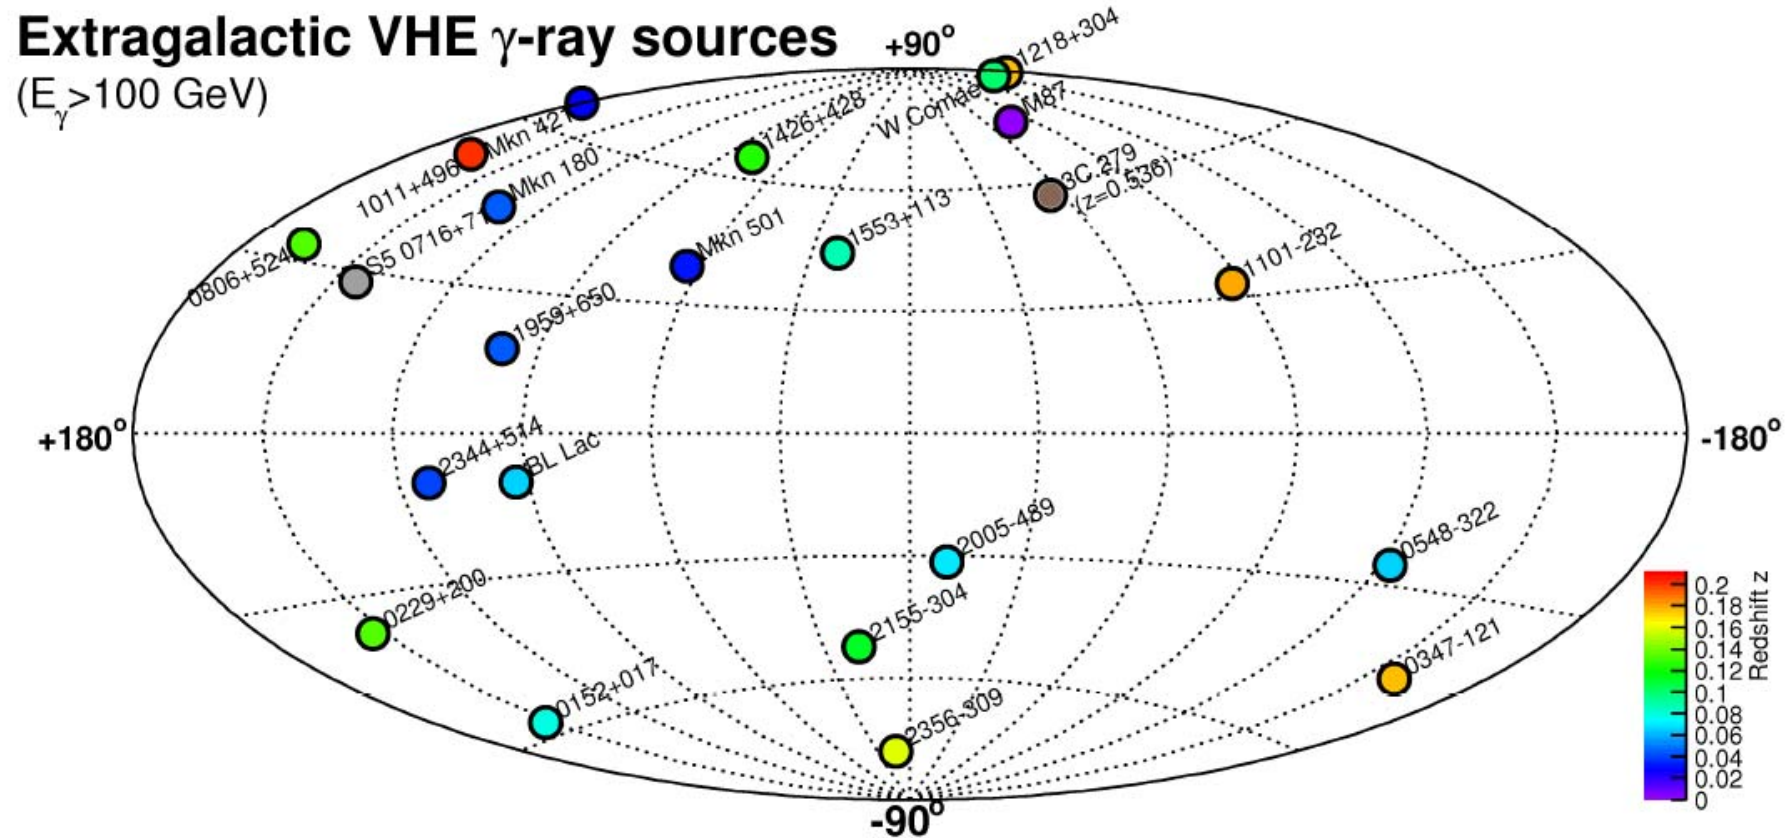 Extragalactic VHE γ-ray sources
(Eγ>100 GeV)
+90°
1218+304
W Comae
M87
Mkn 421
1426+428
1011+496
Mkn 180
3C 279
(z=0.536)
S5 0716+71
0806+524
Mkn 501
1553+113
1101-232
1959+650
+180°
-180°
2344+514
BL Lac
2005-489
0548-322
0229+200
2155-304
0347-121
0152+017
2356-309
-90°
0.2
0.18
0.16
0.14
0.12
0.1
0.08
0.06
0.04
0.02
0
Redshift z